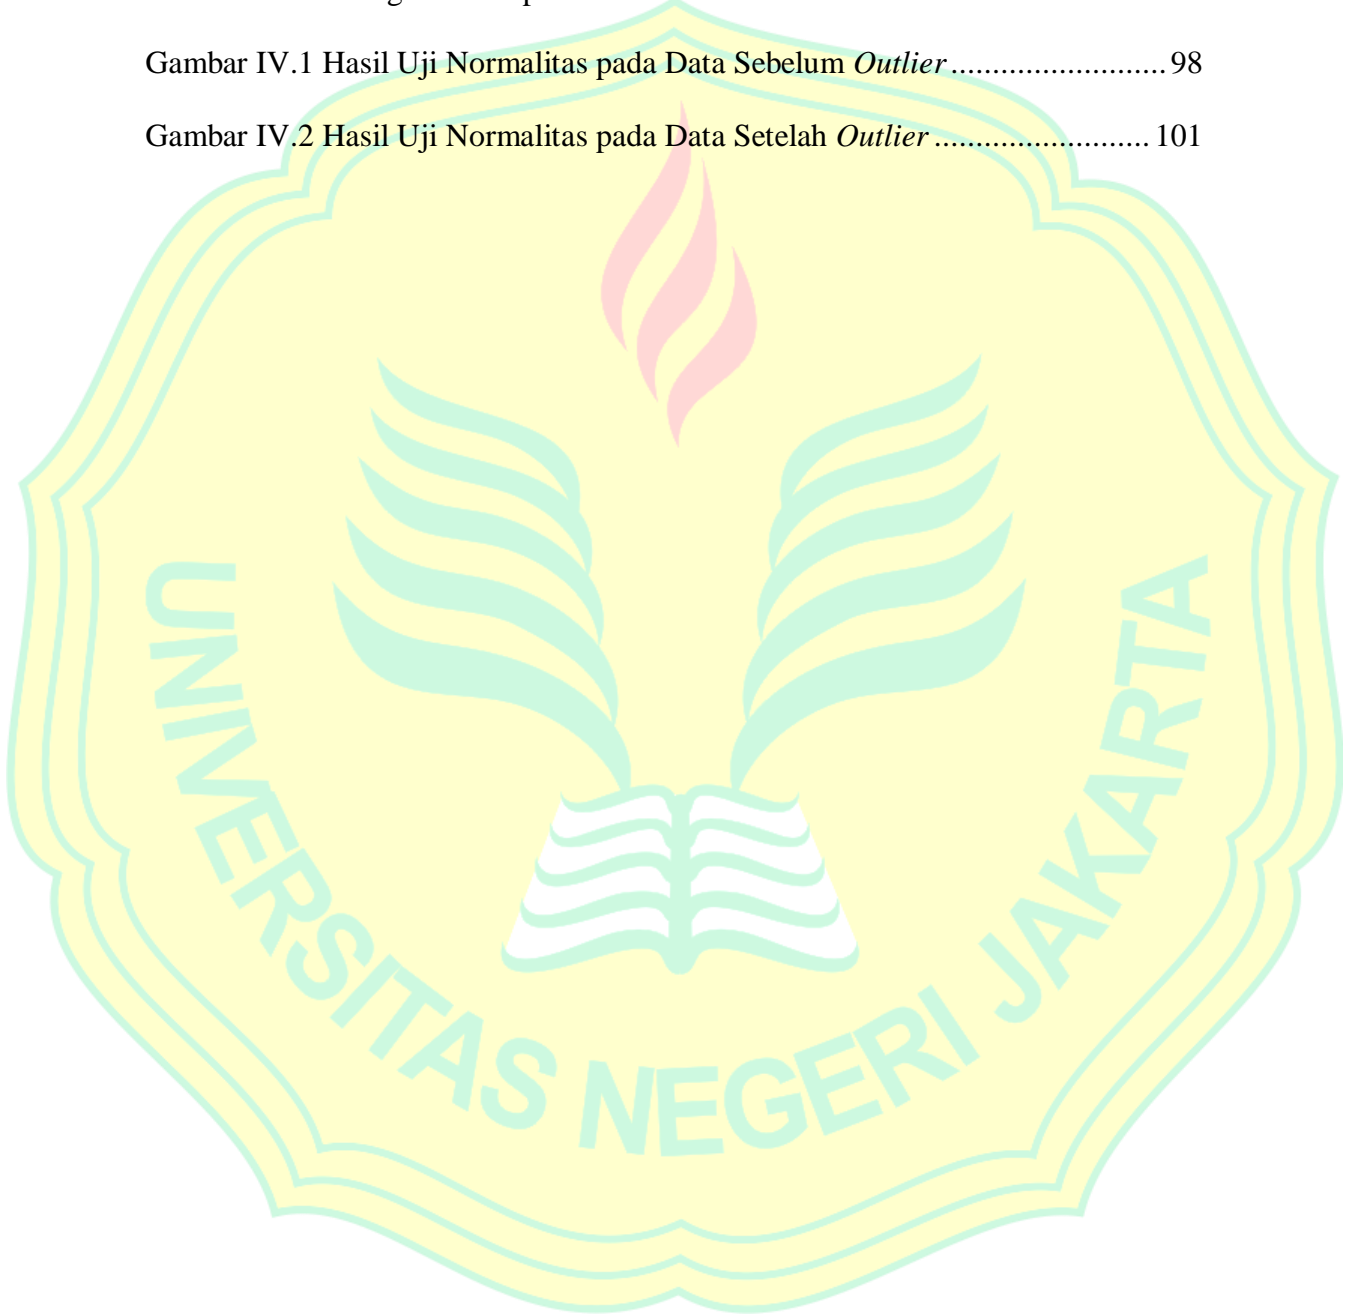 Gambar IV.1 Hasil Uji Normalitas pada Data Sebelum Outlier.........................98
Gambar IV.2 Hasil Uji Normalitas pada Data Setelah Outlier.........................101
UNIVERSITAS NEGERI JAKARTA